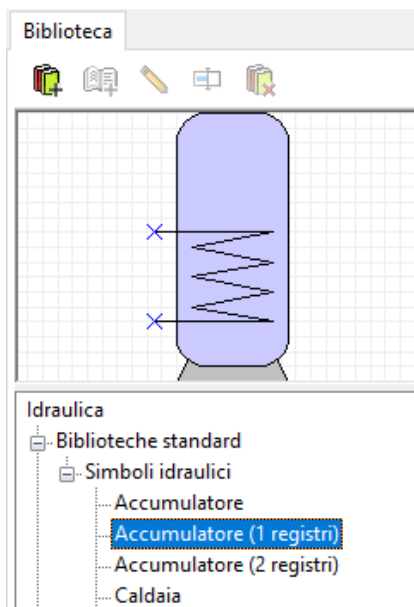 Biblioteca
Idraulica
Biblioteche standard
Simboli idraulici
Accumulatore
Accumulatore (1 registri)
Accumulatore (2 registri)
Caldaia